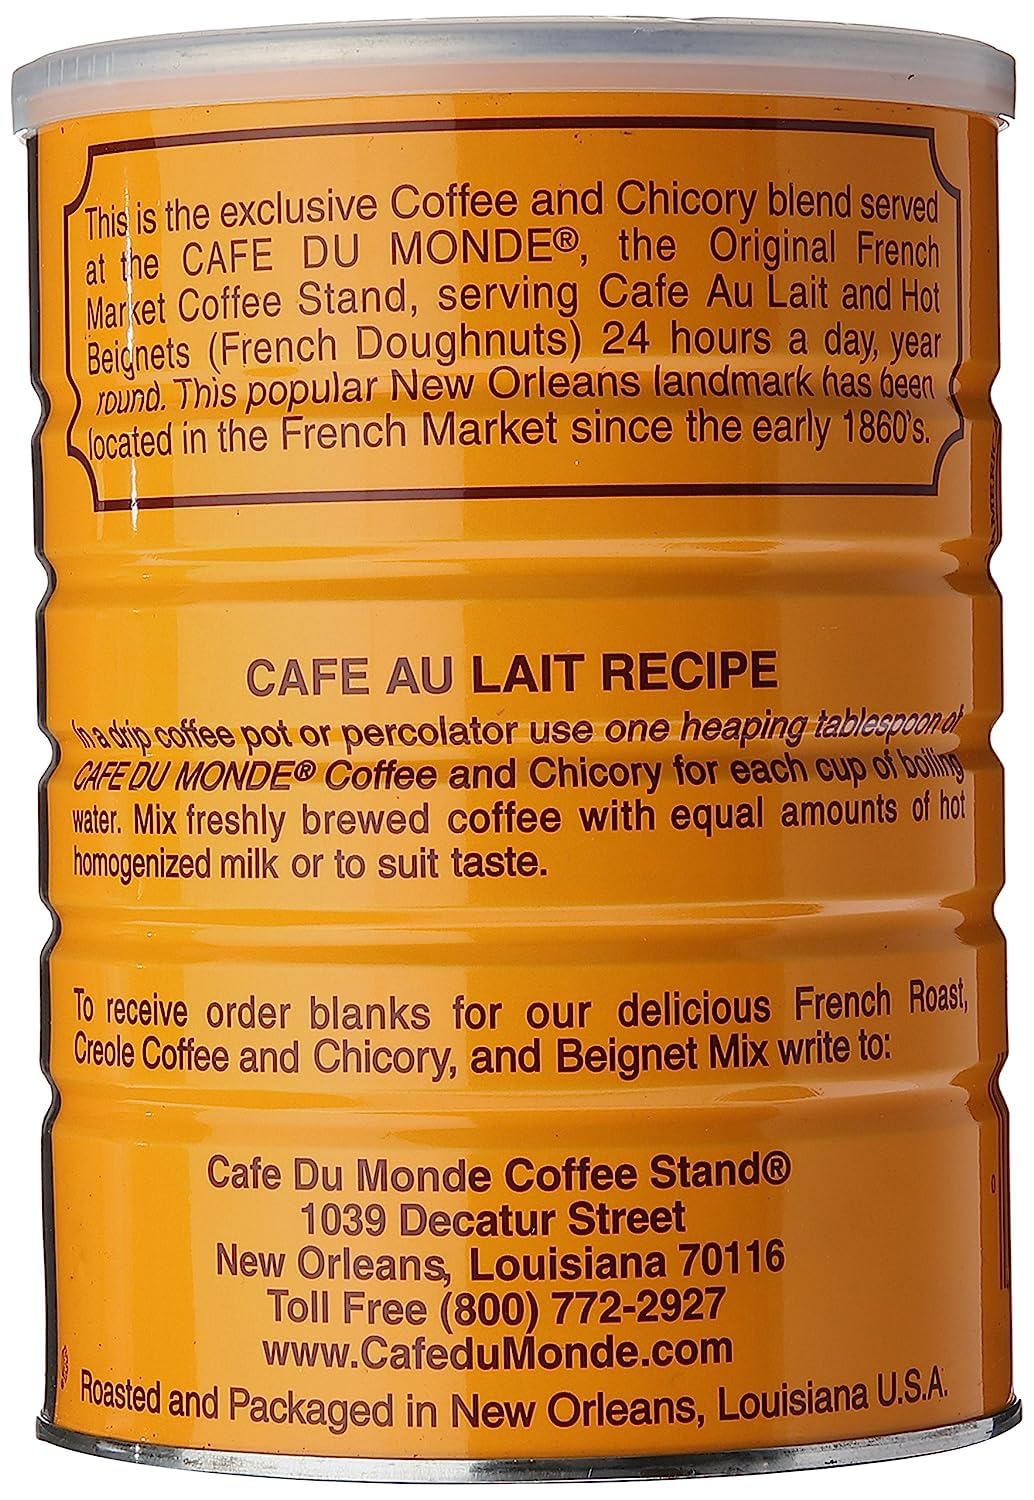 This is the exclusive Coffee and Chicory blend served
at the CAFE DU MONDE®, the Original French
Market Coffee Stand, serving Cafe Au Lait and Hot
Beignets (French Doughnuts) 24 hours a day, year
round. This popular New Orleans landmark has been
located in the French Market since the early 1860's.
CAFE AU LAIT RECIPE
In a drip coffee pot or percolator use one heaping tablespoon of
CAFE DU MONDE® Coffee and Chicory for each cup of boiling
water. Mix freshly brewed coffee with equal amounts of hot
homogenized milk or to suit taste.
To receive order blanks for our delicious French Roast,
Creole Coffee and Chicory, and Beignet Mix write to:
Cafe Du Monde Coffee Stand®
1039 Decatur Street
New Orleans, Louisiana 70116
Toll Free (800) 772-2927
www.CafeduMonde.com
Roasted and Packaged in New Orleans, Louisiana U.S.A.
0